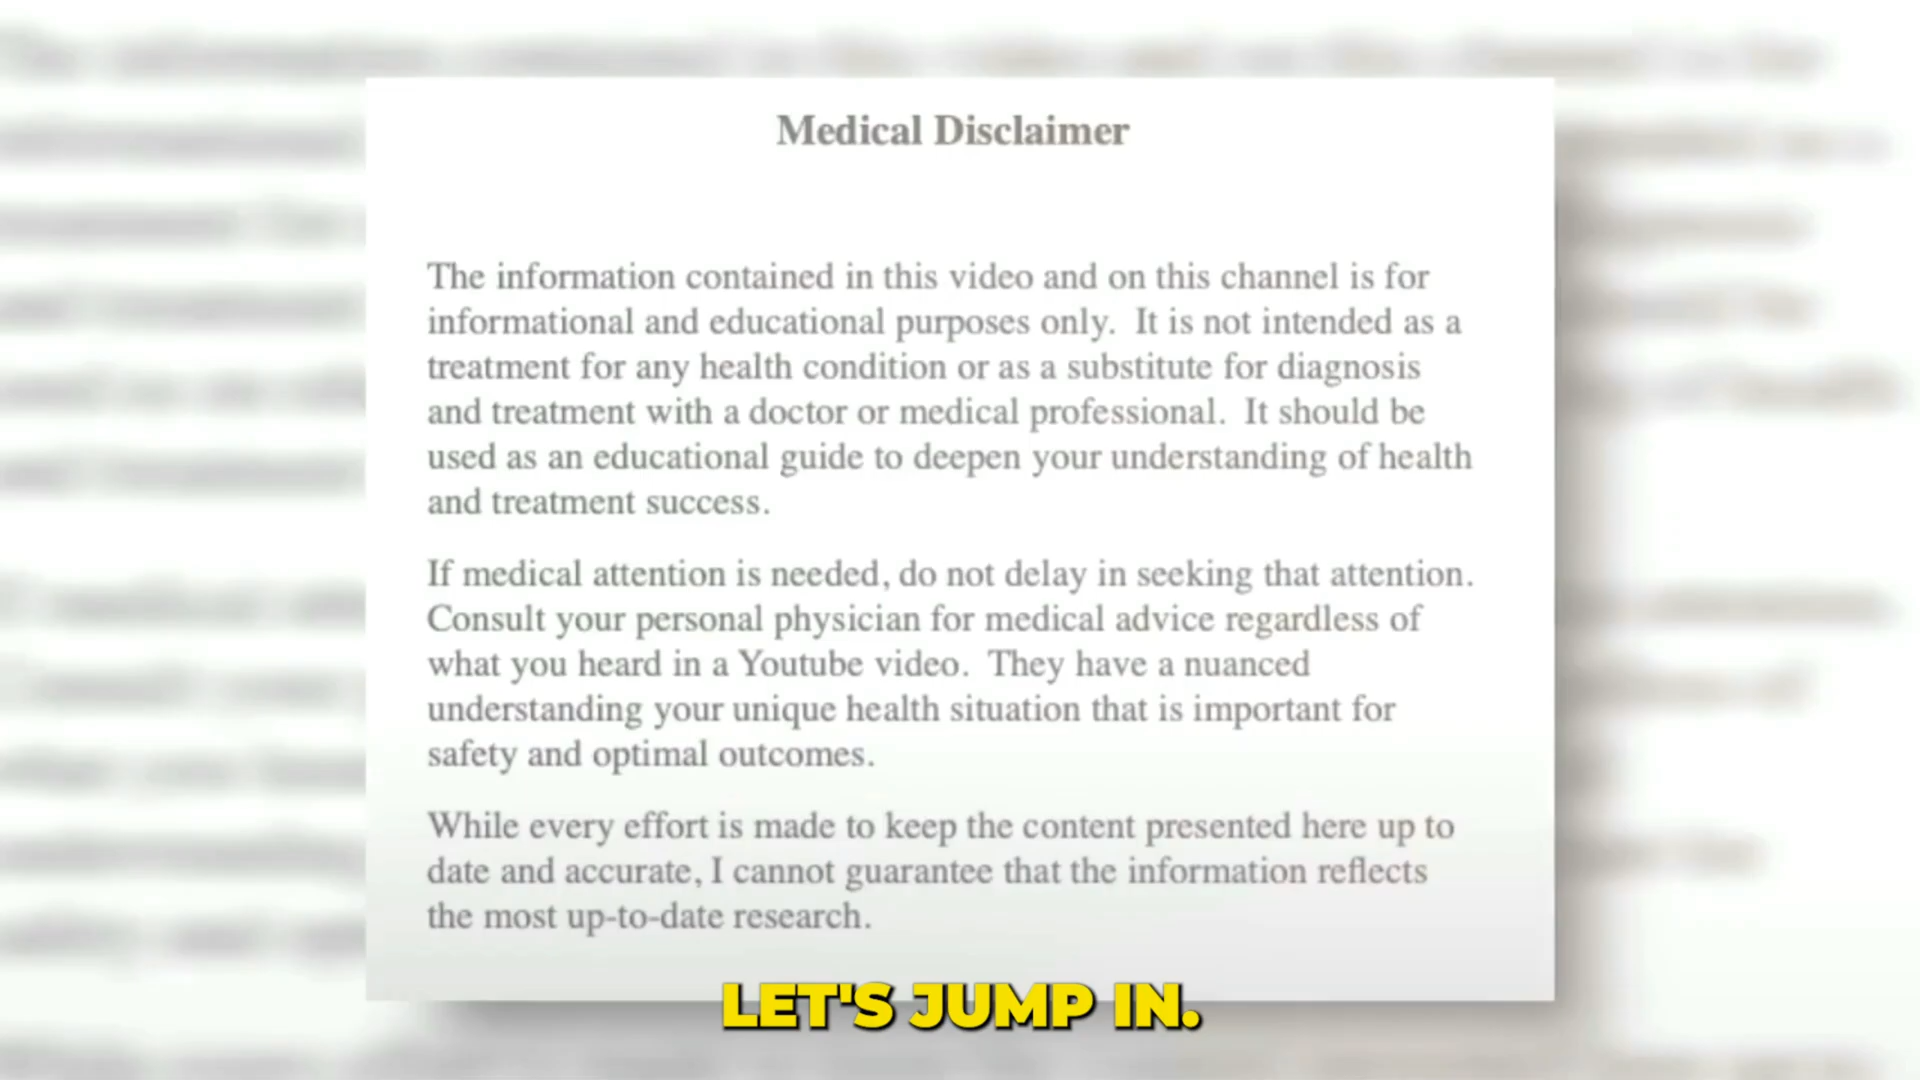 Medical Disclaimer
The information contained in this video and on this channel is for
informational and educational purposes only. It is not intended as a
treatment for any health condition or as a substitute for diagnosis
and treatment with a doctor or medical professional. It should be
used as an educational guide to deepen your understanding of health
and treatment success.
If medical attention is needed, do not delay in seeking that attention.
Consult your personal physician for medical advice regardless of
what you heard in a Youtube video. They have a nuanced
understanding your unique health situation that is important for
safety and optimal outcomes.
While every effort is made to keep the content presented here up to
date and accurate, I cannot guarantee that the information reflects
the most up-to-date research.
LET'S JUMP IN.